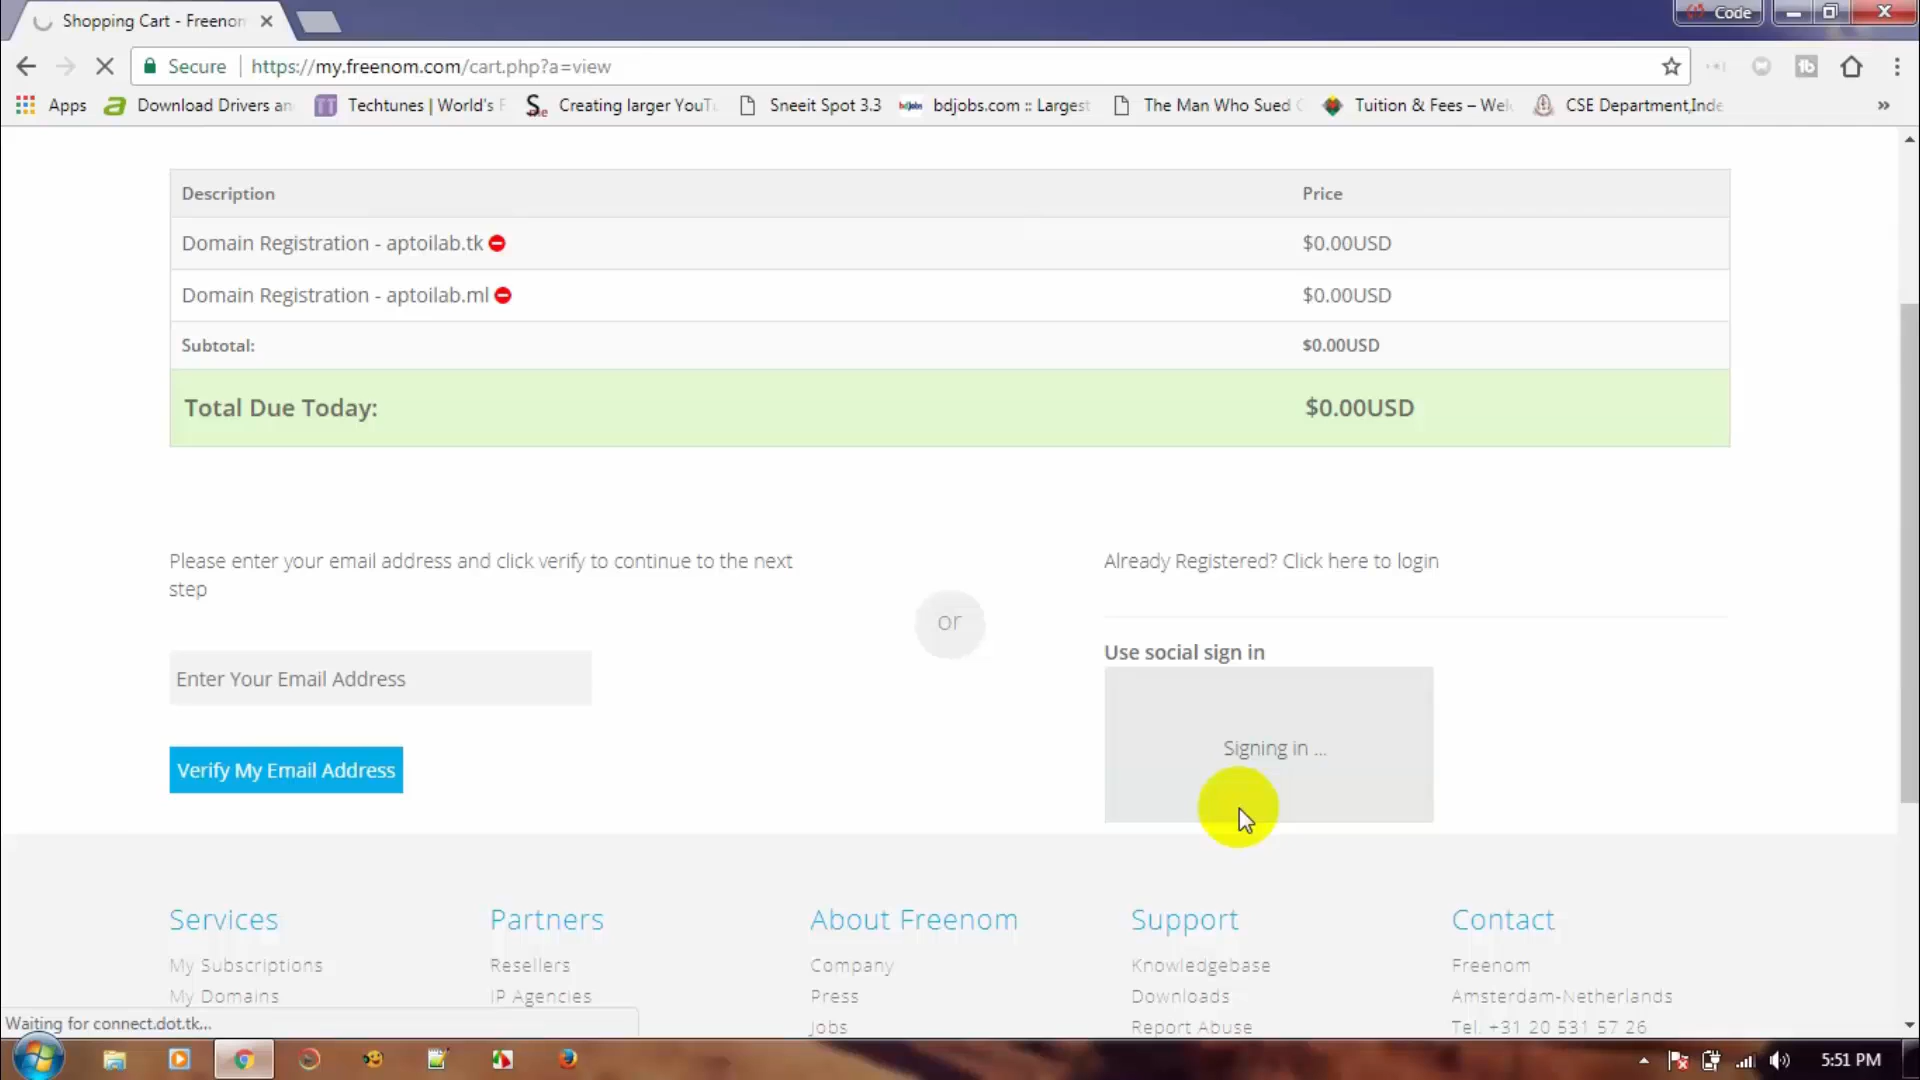 Shopping Cart - Freenom
Code
Secure
https://my.freenom.com/cart.php?a=view
Apps
Download Drivers an
Techtunes | World's F
Creating larger YouTu
Sneeit Spot 3.3
bdjobs.com :: Largest
The Man Who Sued
Tuition & Fees – Wel
CSE Department,Inde
»
Description
Price
Domain Registration - aptoilab.tk
$0.00USD
Domain Registration - aptoilab.ml
$0.00USD
Subtotal:
$0.00USD
Total Due Today:
$0.00USD
Please enter your email address and click verify to continue to the next
step
Enter Your Email Address
Verify My Email Address
or
Already Registered? Click here to login
Use social sign in
Signing in ...
Services
Partners
About Freenom
Support
Contact
My Subscriptions
Resellers
Company
Knowledgebase
Freenom
My Domains
IP Agencies
Press
Downloads
Amsterdam-Netherlands
Jobs
Report Abuse
Tel. +31 20 531 57 26
Waiting for connect.dot.tk...
5:51 PM